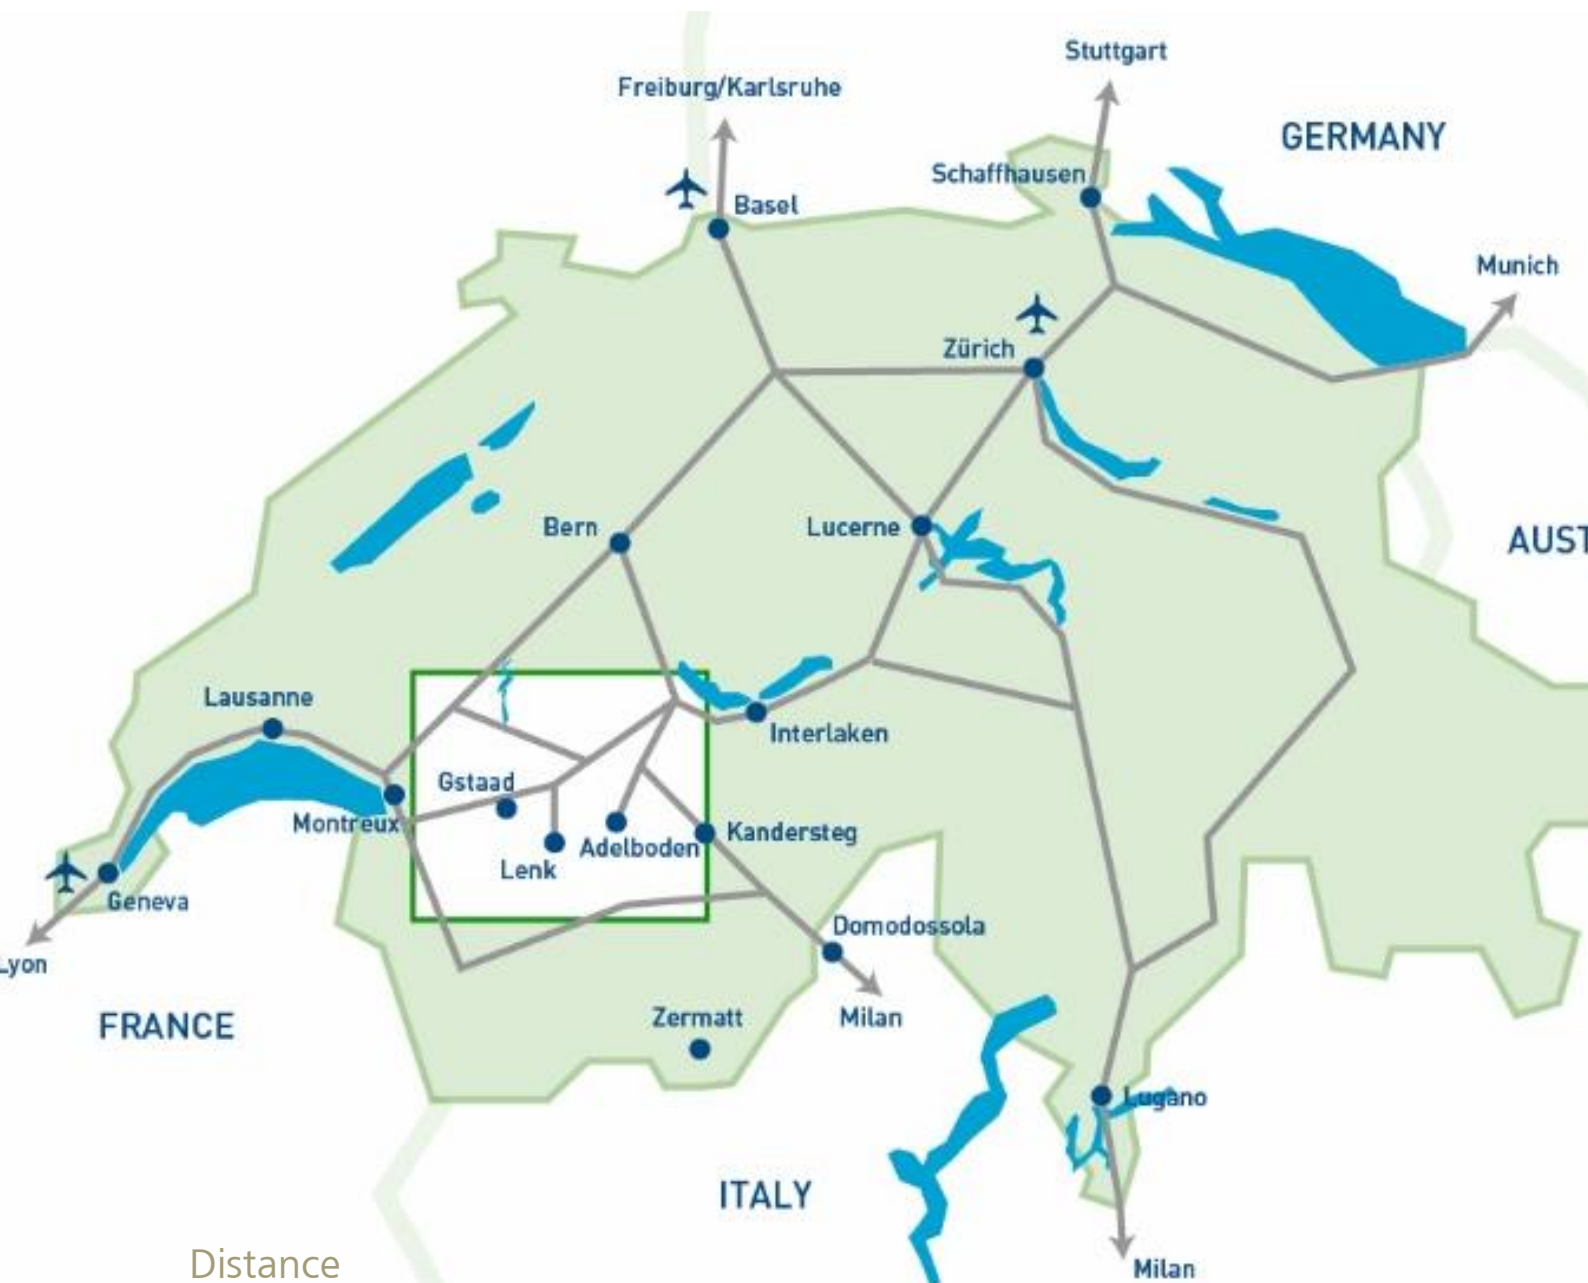 Stuttgart
Freiburg/Karlsruhe
GERMANY
Schaffhausen
Basel
Munich
Zürich
Bern
Lucerne
AUST
Lausanne
Interlaken
Gstaad
Montreux
Kandersteg
Adelboden
Lenk
Geneva
Domodossola
Lyon
Milan
FRANCE
Zermatt
Lugano
ITALY
Distance
Milan